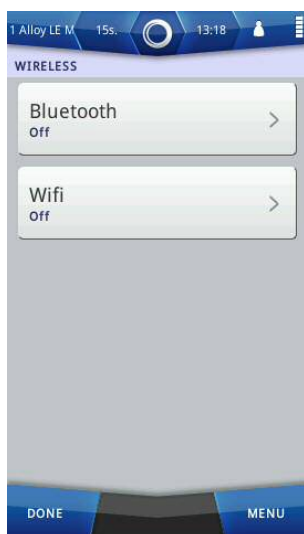 1 Alloy LE M 15s. 13:18
WIRELESS
Bluetooth
Off
Wifi
Off
DONE MENU